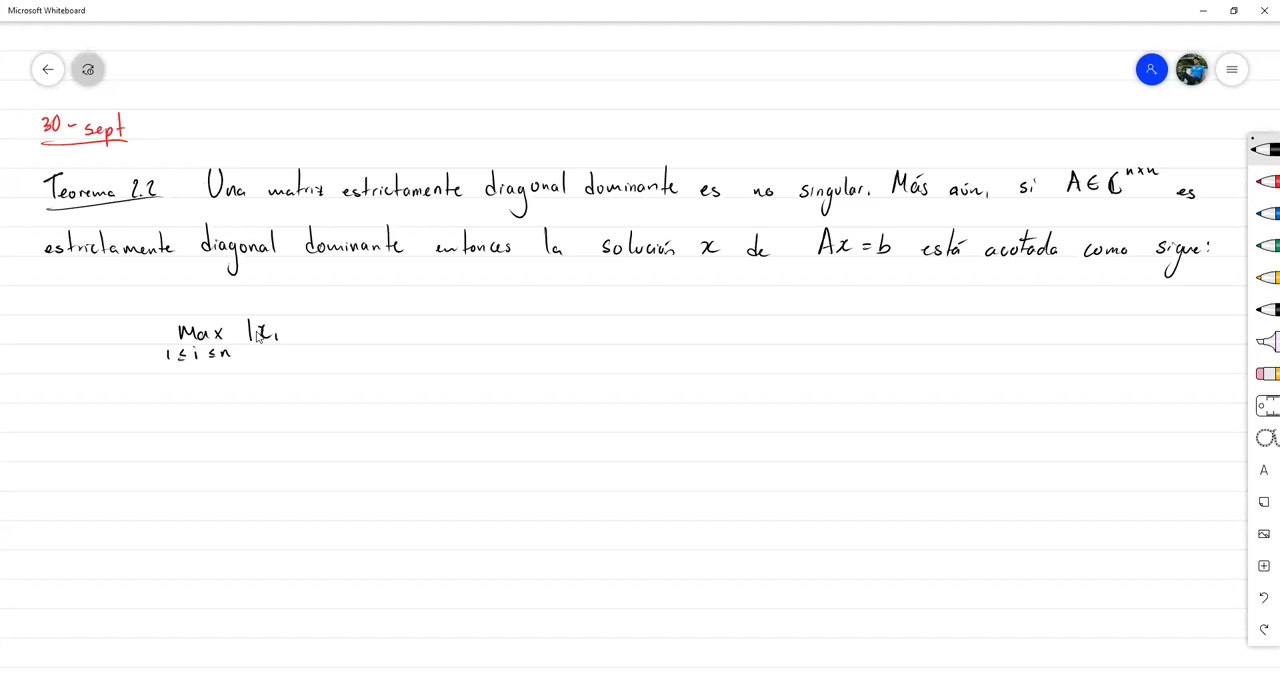 Microsoft Whiteboard
30 - sept
Teorema 2.2 Una matriz estrictamente diagonal dominante es no singular. Más aún, si A ∈ ℂⁿˣⁿ es
estrictamente diagonal dominante entonces la solución x de Ax = b está acotada como sigue:
Max |x₁
1 ≤ i ≤ n
A